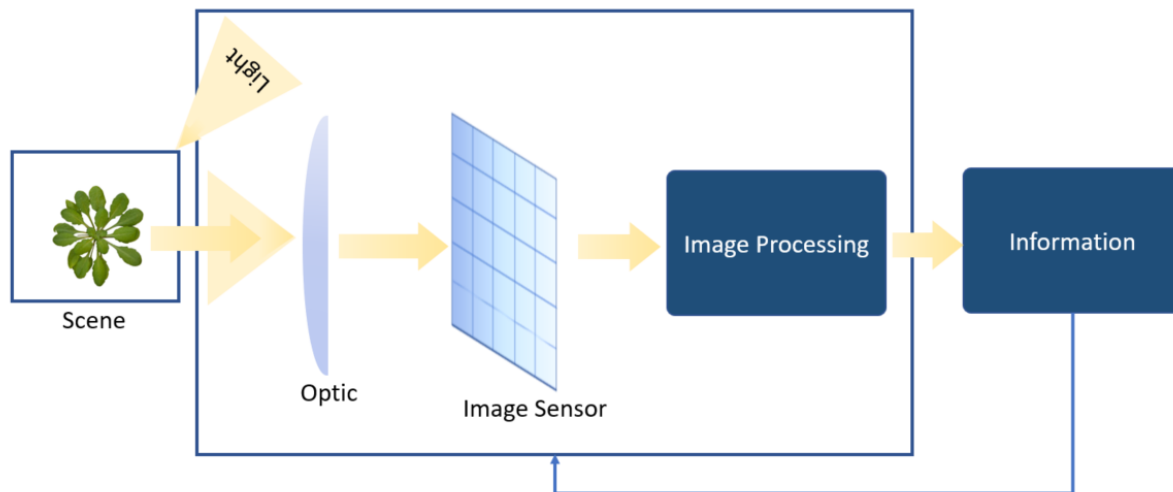 Light
Scene
Optic
Image Sensor
Image Processing
Information